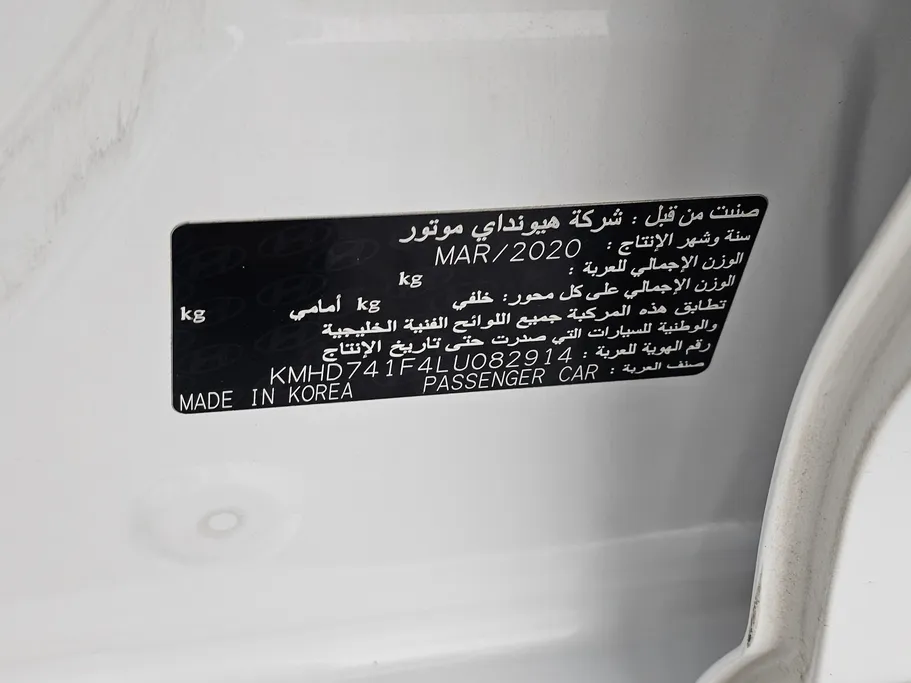 صنعت من قبل : شركة هيونداي موتور
سنة وشهر الإنتاج : MAR/2020
الوزن الإجمالي للعربة : kg
الوزن الإجمالي على كل محور: خلفي kg أمامي kg
تطابق هذه المركبة جميع اللوائح الفنية الخليجية
والوطنية للسيارات التي صدرت حتى تاريخ الإنتاج
رقم الهوية للعربة : KMHD741F4LU082914
صنف العربة : PASSENGER CAR MADE IN KOREA